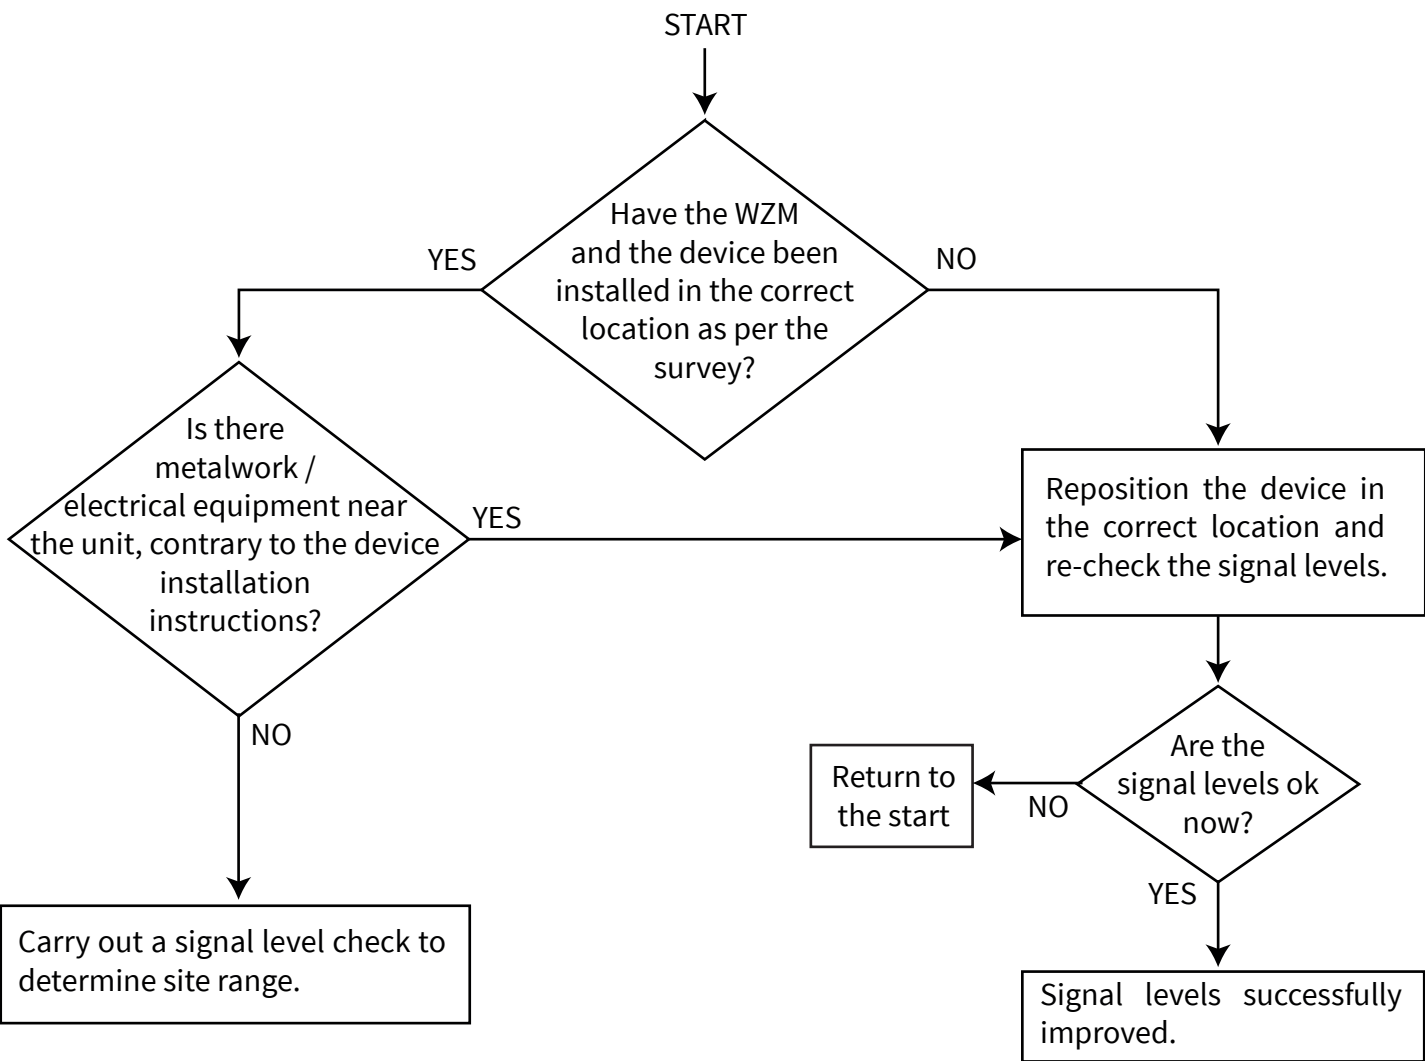 START
Have the WZM
and the device been
installed in the correct
location as per the
survey?
YES
NO
Is there
metalwork /
electrical equipment near
the unit, contrary to the device
installation
instructions?
YES
NO
Reposition the device in
the correct location and
re-check the signal levels.
Are the
signal levels ok
now?
NO
Return to
the start
YES
Carry out a signal level check to
determine site range.
Signal levels successfully
improved.